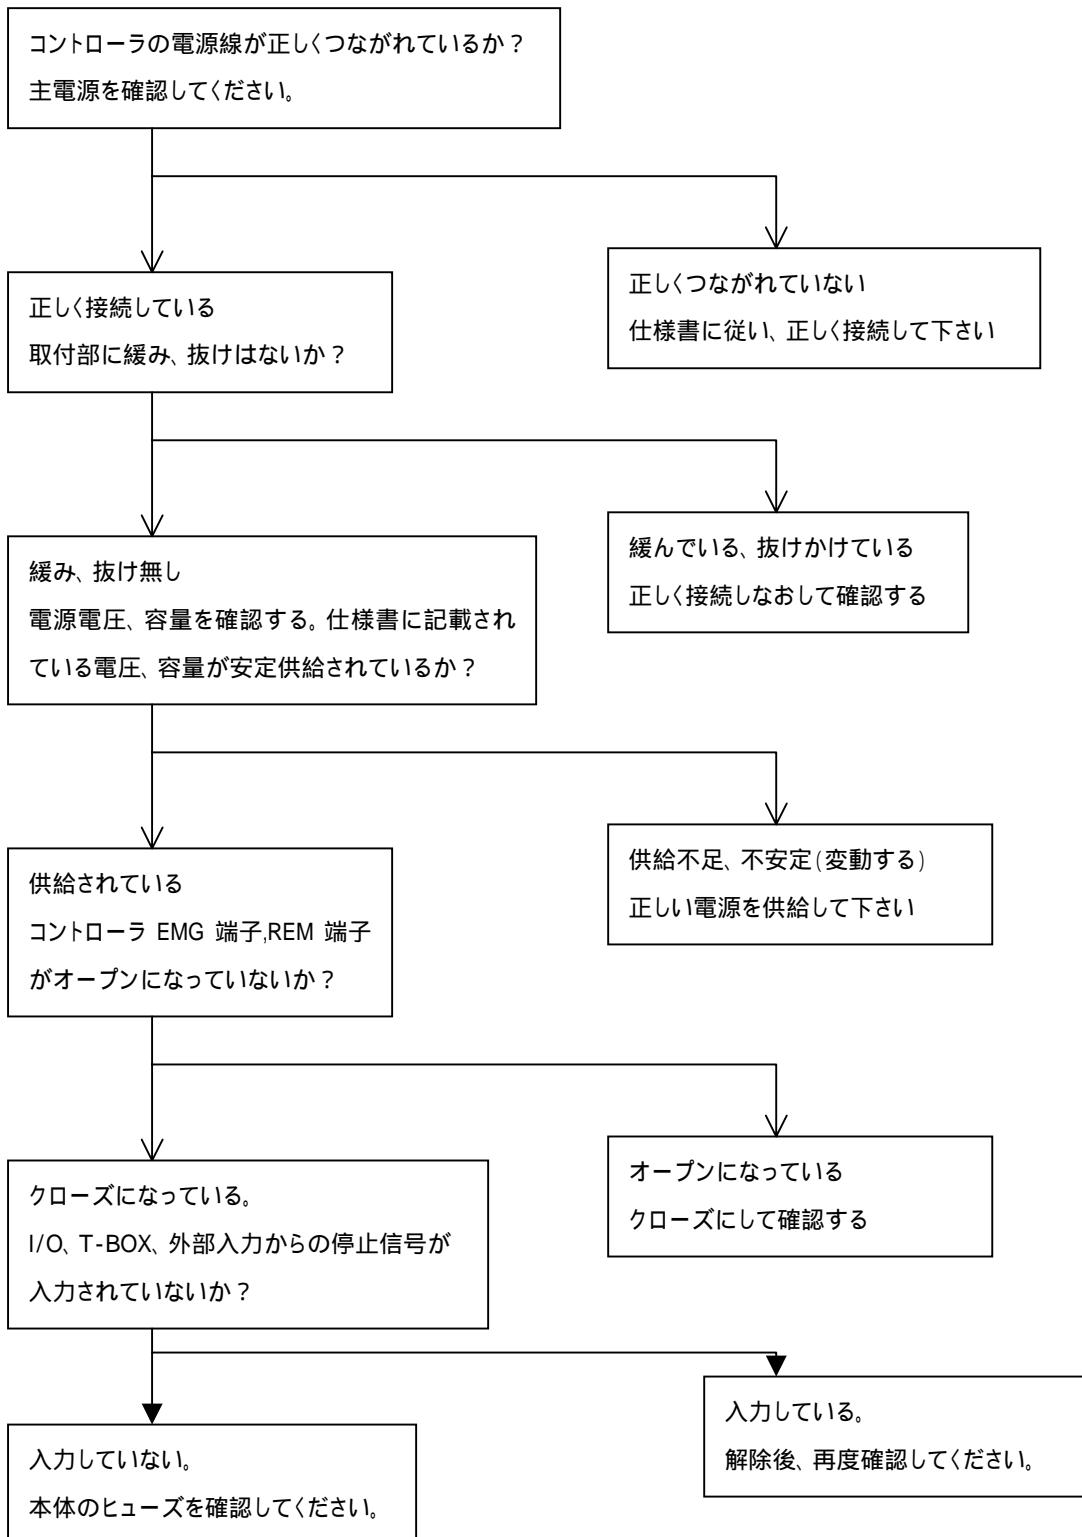 コントローラの電源線が正しくつながれているか？
主電源を確認してください。
正しく接続している
取付部に緩み、抜けはないか？
正しくつながれていない
仕様書に従い、正しく接続して下さい
緩み、抜け無し
電源電圧、容量を確認する。仕様書に記載され
ている電圧、容量が安定供給されているか？
緩んでいる、抜けかけている
正しく接続しなおして確認する
供給されている
コントローラ EMG 端子,REM 端子
がオープンになっていないか？
供給不足、不安定(変動する)
正しい電源を供給して下さい
クローズになっている。
I/O、T-BOX、外部入力からの停止信号が
入力されていないか？
オープンになっている
クローズにして確認する
入力していない。
本体のヒューズを確認してください。
入力している。
解除後、再度確認してください。